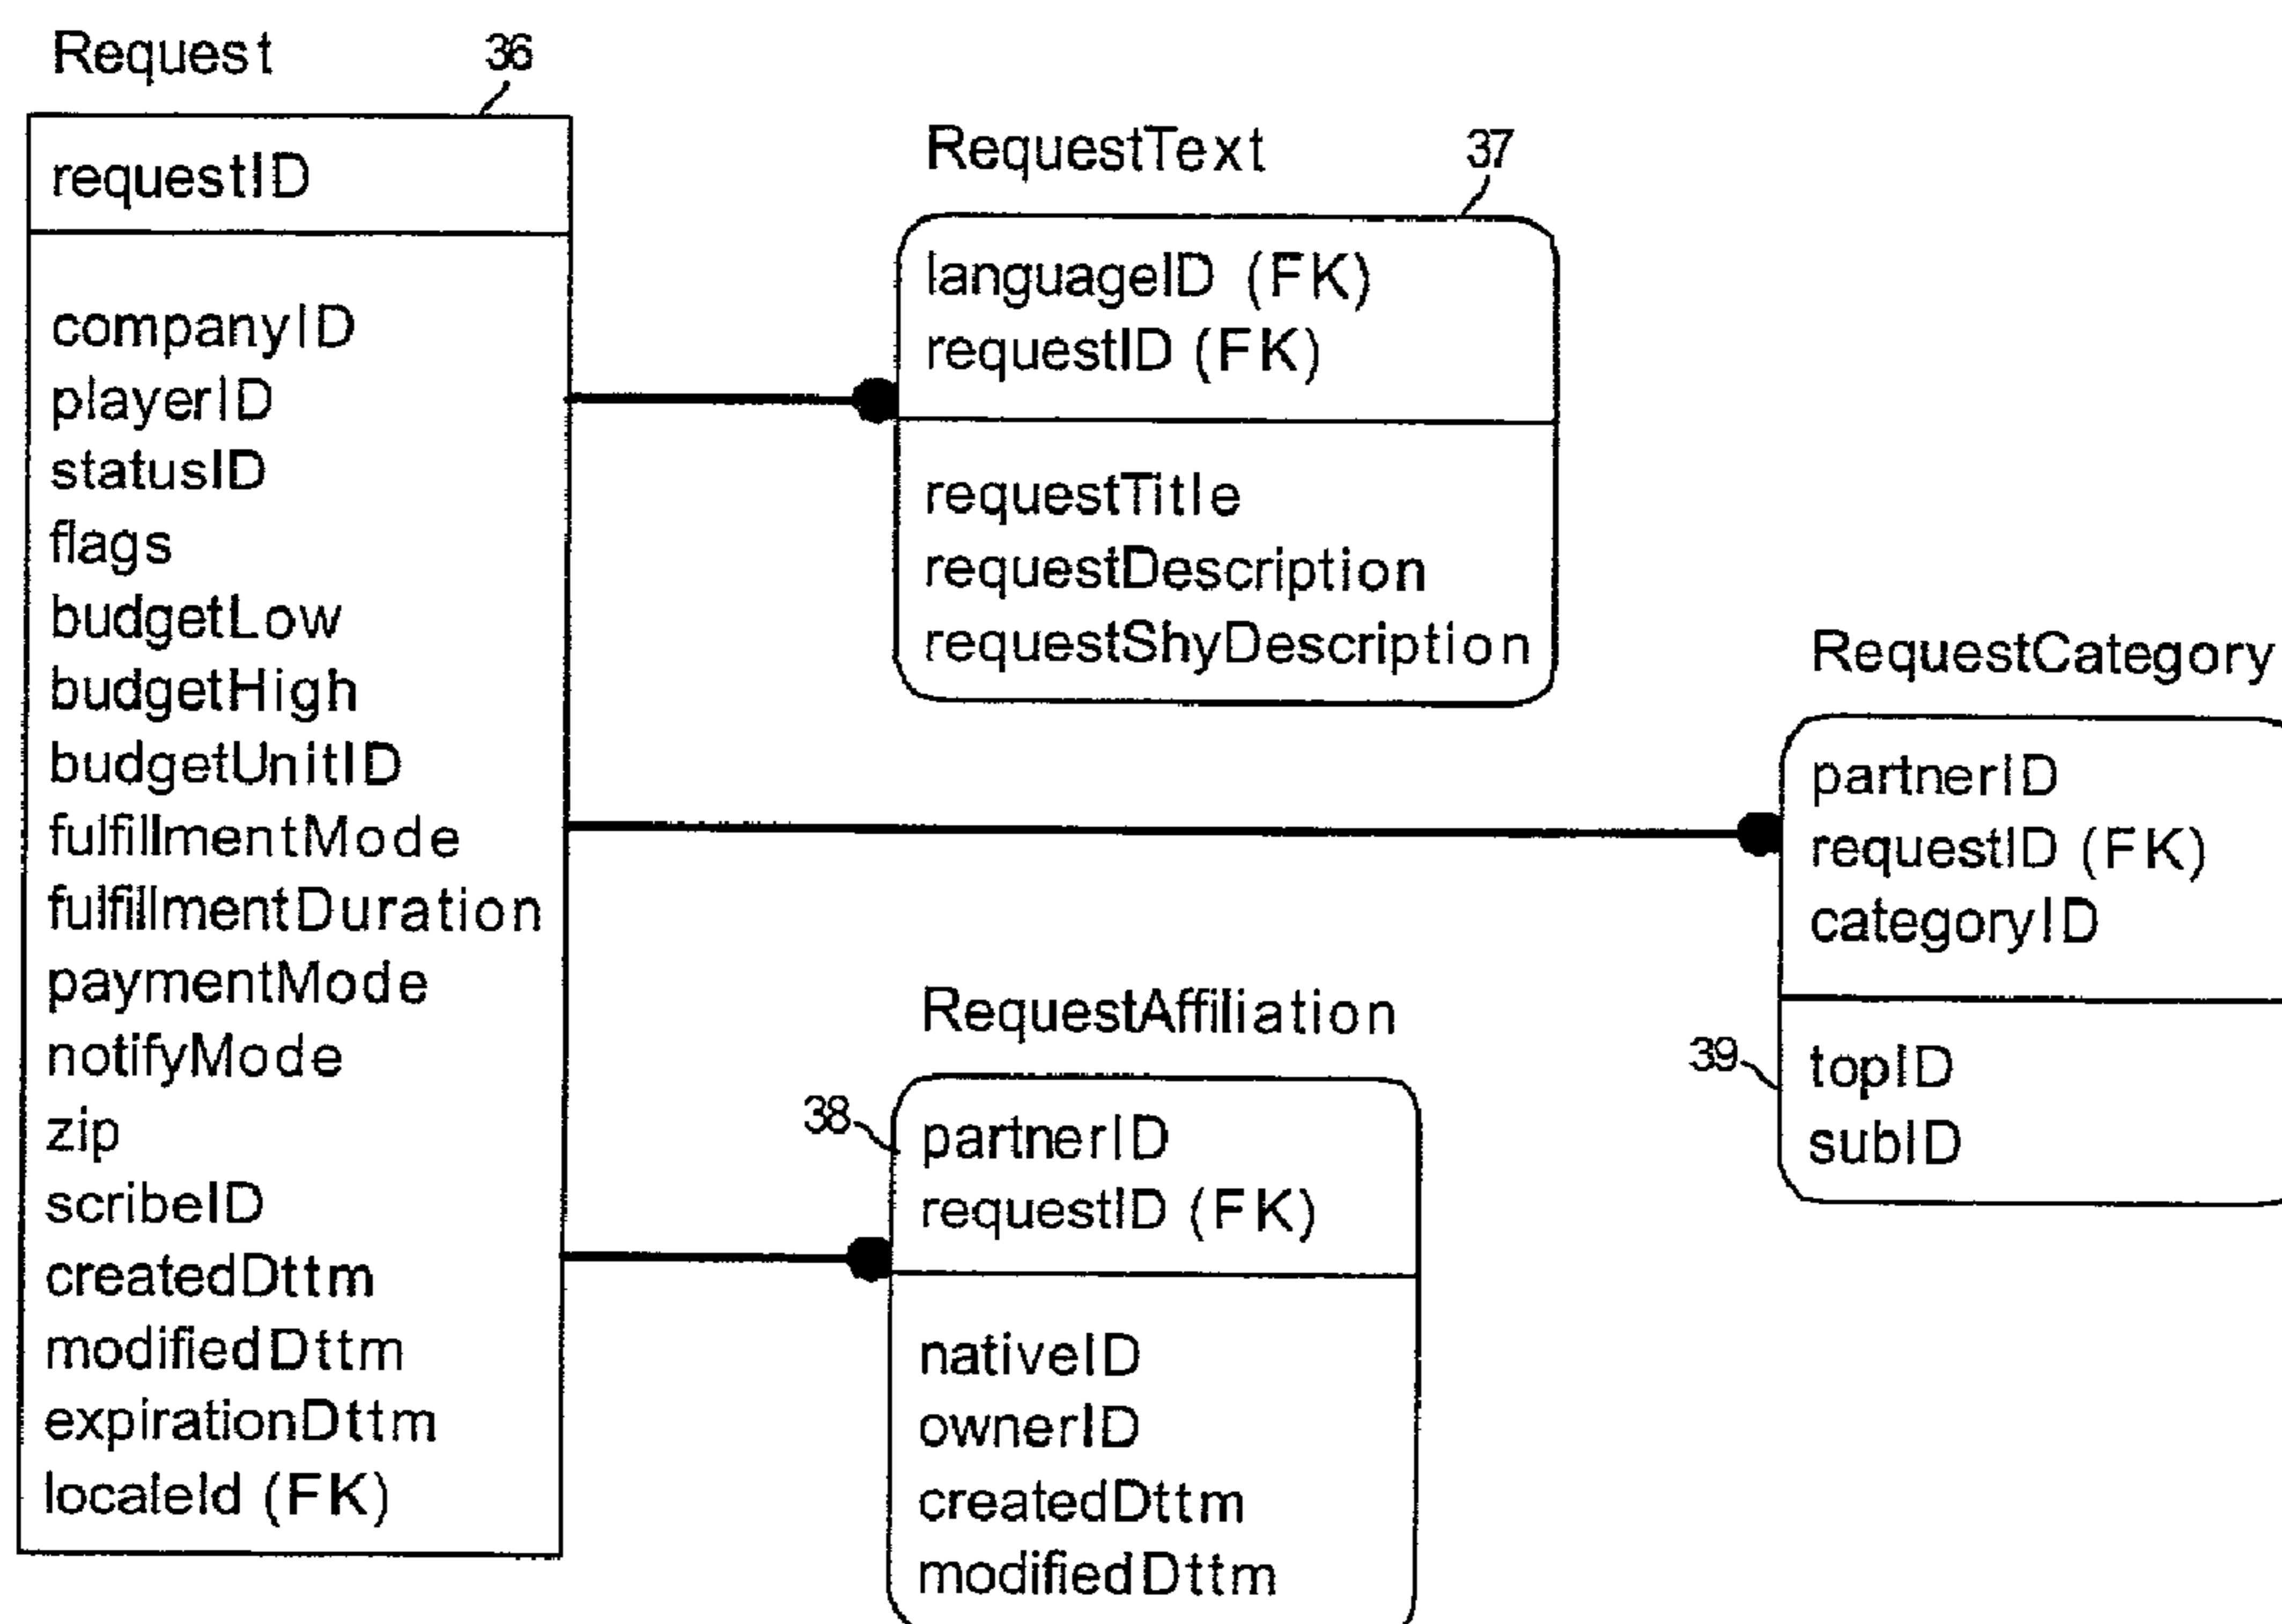 Request
36
requestID
companyID
playerID
statusID
flags
budgetLow
budgetHigh
budgetUnitID
fulfillmentMode
fulfillmentDuration
paymentMode
notifyMode
zip
scribeID
createdDttm
modifiedDttm
expirationDttm
localeId (FK)
RequestText
37
languageID (FK)
requestID (FK)
requestTitle
requestDescription
requestShyDescription
RequestCategory
partnerID
requestID (FK)
categoryID
39
topID
subID
RequestAffiliation
38
partnerID
requestID (FK)
nativeID
ownerID
createdDttm
modifiedDttm